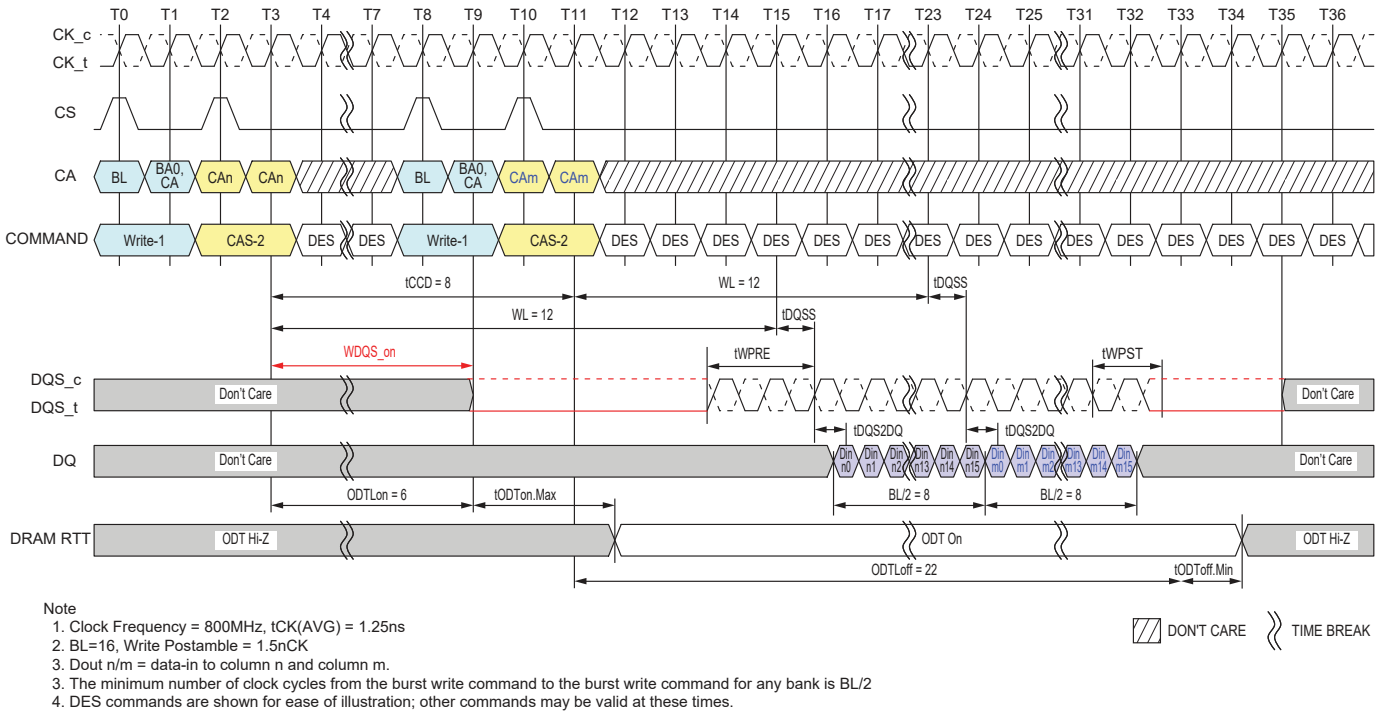 T0 T1 T2 T3 T4 T7 T8 T9 T10 T11 T12 T13 T14 T15 T16 T17 T23 T24 T25 T31 T32 T33 T34 T35 T36
CK_c
CK_t
CS
CA BL BA0, CA CAn CAn BL BA0, CA CAm CAm
COMMAND Write-1 CAS-2 DES DES Write-1 CAS-2 DES DES DES DES DES DES DES DES DES DES DES DES DES DES DES
tCCD = 8 WL = 12 tDQSS
WL = 12 tDQSS
WDQS_on tWPRE tWPST
DQS_c
DQS_t
Don't Care Don't Care
tDQS2DQ tDQS2DQ
DQ Don't Care Din n0 Din n1 Din n2 Din n13 Din n14 Din n15 Din m0 Din m1 Din m2 Din m13 Din m14 Din m15 Don't Care
ODTLon = 6 tODTon.Max BL/2 = 8 BL/2 = 8
DRAM RTT ODT Hi-Z ODT On ODT Hi-Z
ODTLoff = 22 tODToff.Min
Note
1. Clock Frequency = 800MHz, tCK(AVG) = 1.25ns
2. BL=16, Write Postamble = 1.5nCK
3. Dout n/m = data-in to column n and column m.
3. The minimum number of clock cycles from the burst write command to the burst write command for any bank is BL/2
4. DES commands are shown for ease of illustration; other commands may be valid at these times.
DON'T CARE TIME BREAK